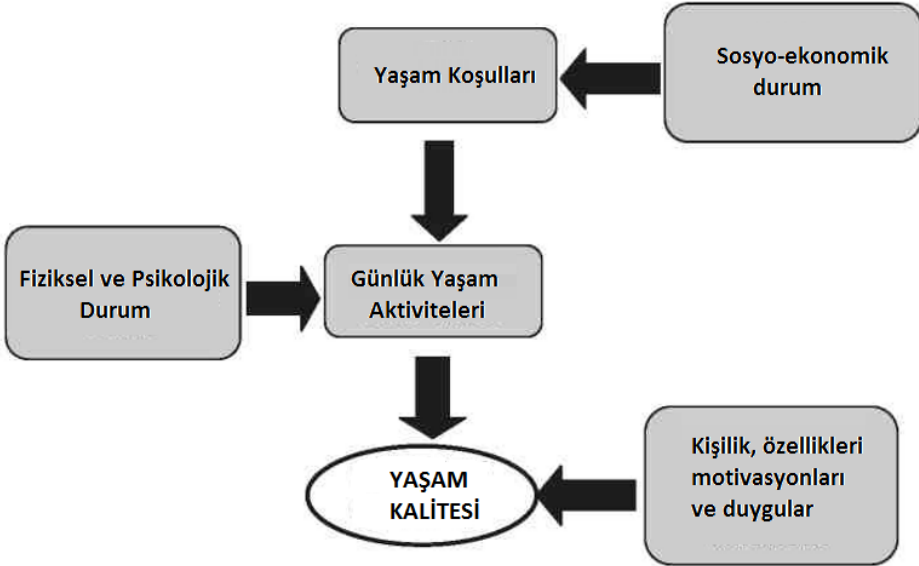 Yaşam Koşulları
Sosyo-ekonomik
durum
Fiziksel ve Psikolojik
Durum
Günlük Yaşam
Aktiviteleri
YAŞAM
KALİTESİ
Kişilik, özellikleri
motivasyonları
ve duygular